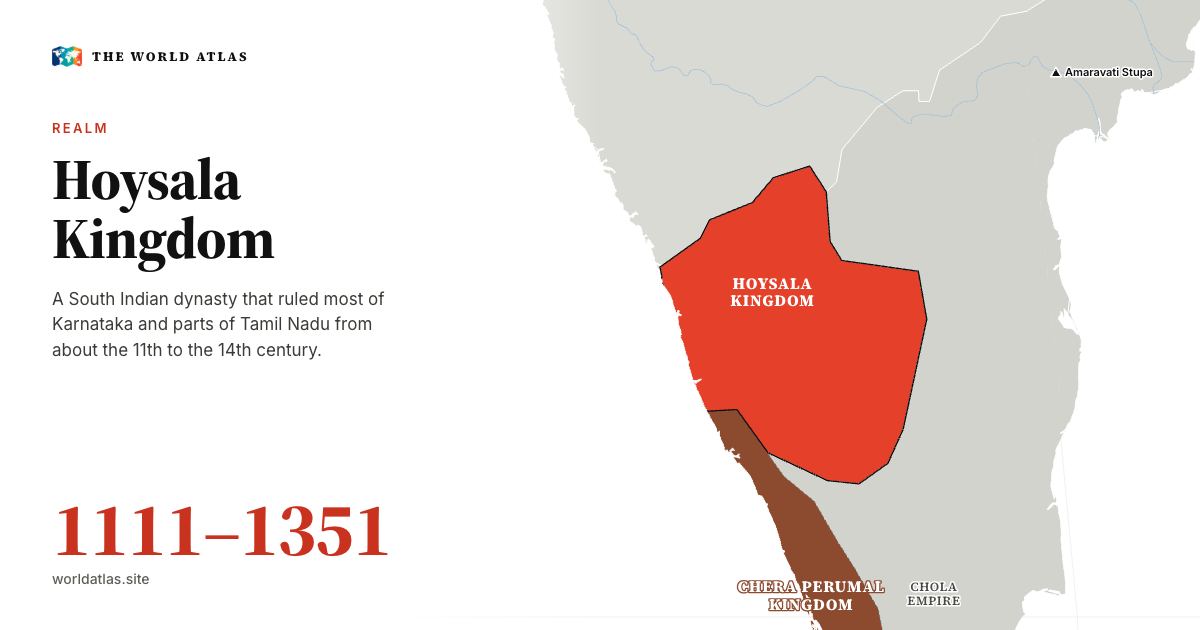 THE WORLD ATLAS
REALM
Hoysala
Kingdom
A South Indian dynasty that ruled most of
Karnataka and parts of Tamil Nadu from
about the 11th to the 14th century.
1111–1351
worldatlas.site
Amaravati Stupa
HOYSALA
KINGDOM
CHERA PERUMAL
KINGDOM
CHOLA
EMPIRE